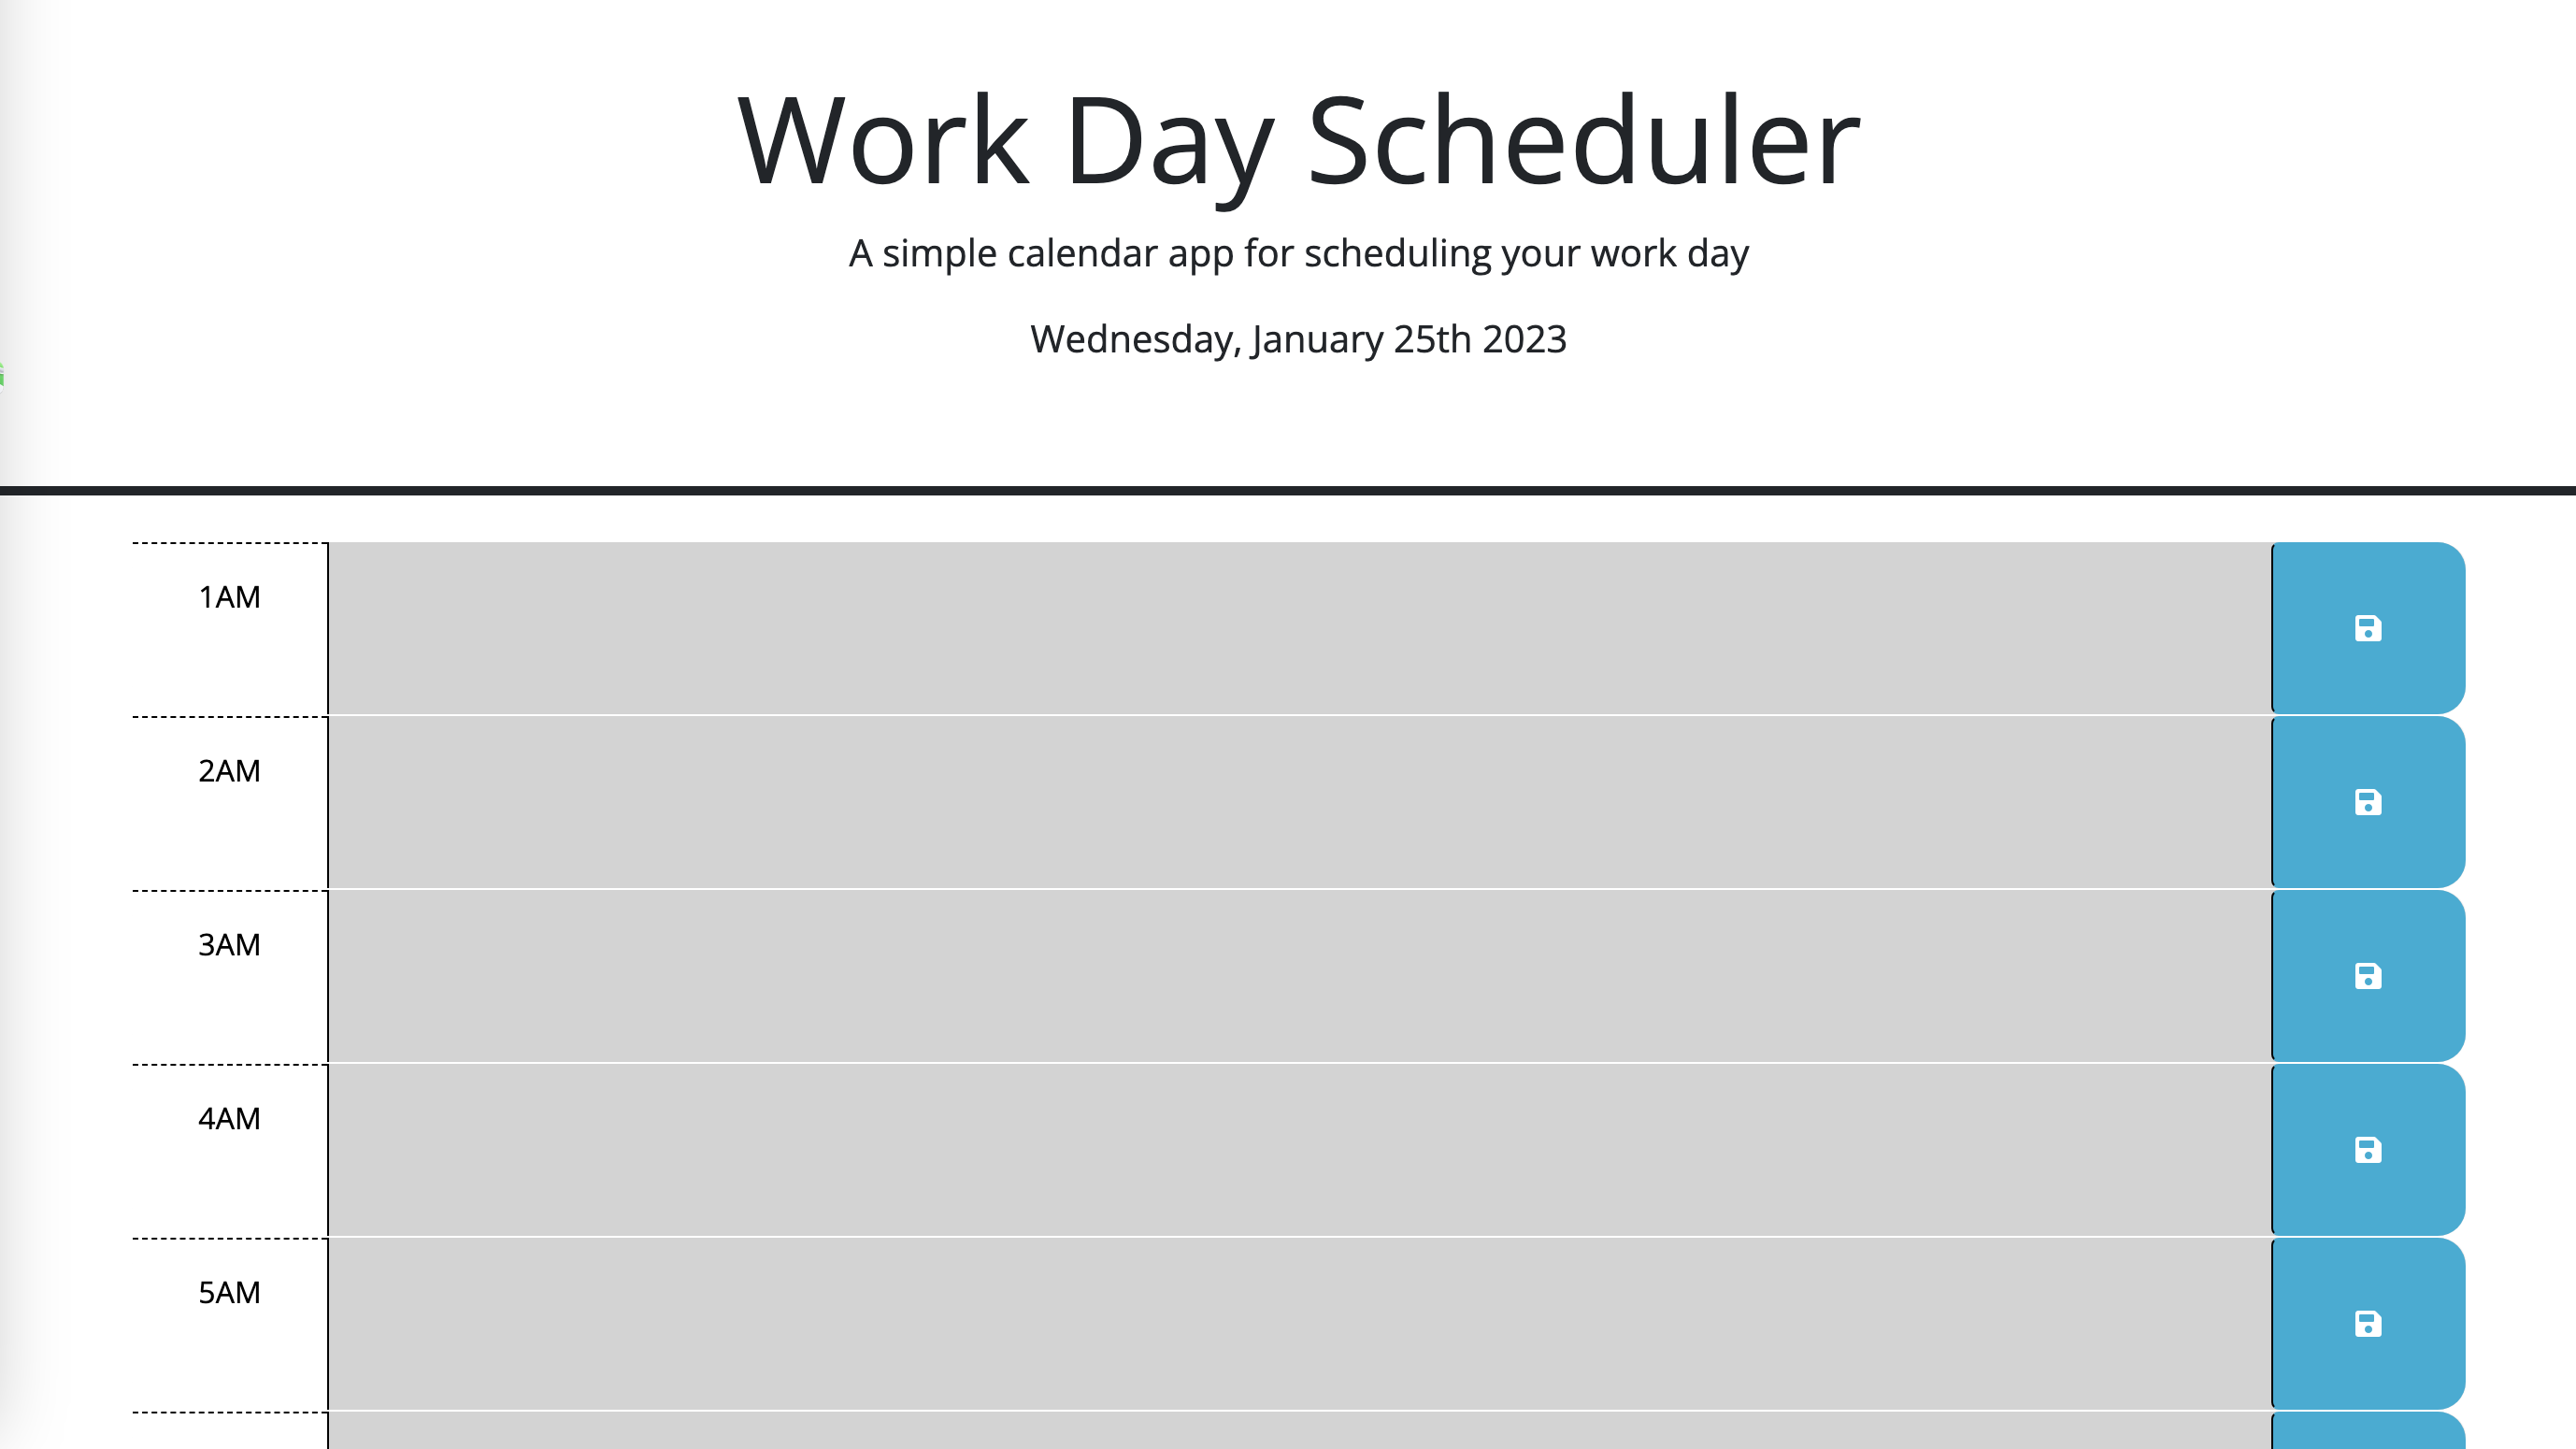 Work Day Scheduler
A simple calendar app for scheduling your work day
Wednesday, January 25th 2023
1AM
2AM
3AM
4AM
5AM